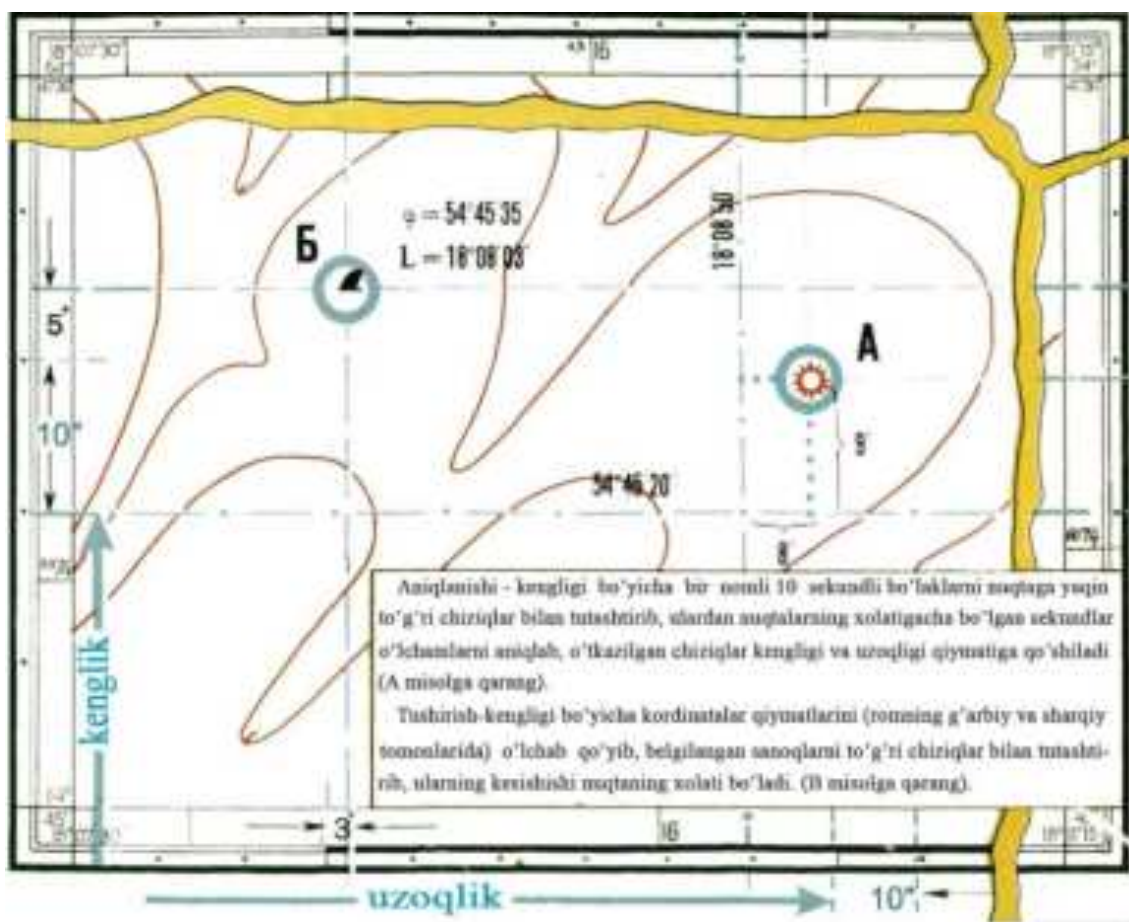 16
φ = 54°45 35
Б
L = 18°08 03
18°08 50
А
5"
10"
54°46 20
kenglik
Aniqlanishi - kengligi bo'yicha bir nomli 10 sekundli bo'laklarni nuqtaga yaqin
to'g'ri chiziqlar bilan tutashtirib, ulardan nuqtalarning xolatigacha bo'lgan sekundlar
o'lchamlarni aniqlab, o'tkazilgan chiziqlar kengligi va uzoqligi qiymatiga qo'shiladi
(A misolga qarang).
Tushirish-kengligi bo'yicha kordinatalar qiymatlarini (romning g'arbiy va sharqiy
tomonlarida) o'lchab qo'yib, belgilangan sanoqlarni to'g'ri chiziqlar bilan tutashti-
rib, ularning kesishishi nuqtaning xolati bo'ladi. (B misolga qarang).
3"
16
uzoqlik
10"